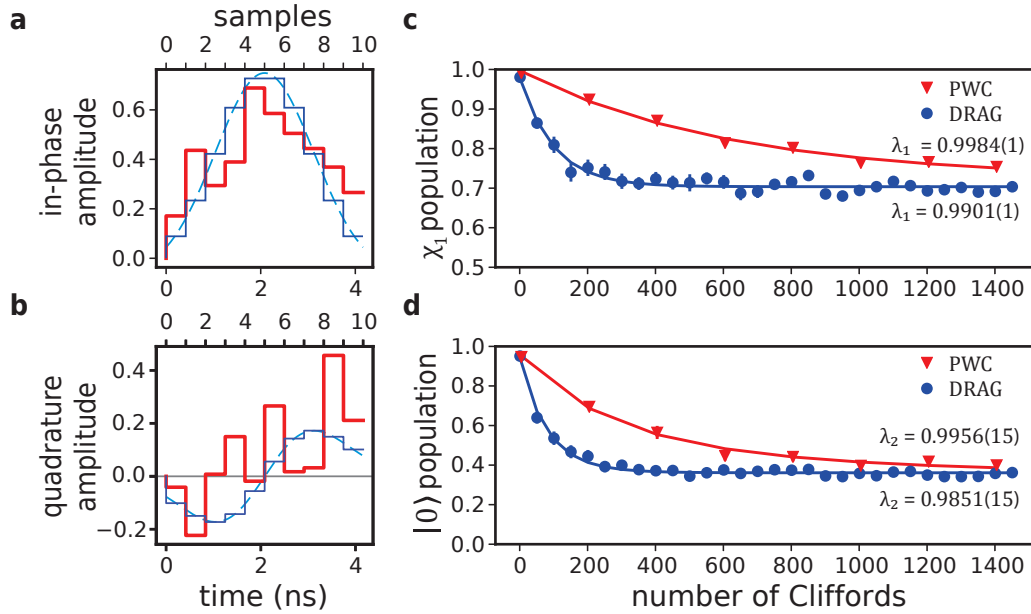 a
samples
0 2 4 5 6 8 10
in-phase
amplitude
0.6
0.4
0.2
0.0
0 2 4
b
0 2 4 5 6 8 10
quadrature
amplitude
0.4
0.2
0.0
−0.2
0 2 4
time (ns)
c
χ₁ population
1.0
0.9
0.8
0.7
0.6
0.5
PWC
DRAG
λ₁ = 0.9984(1)
λ₁ = 0.9901(1)
0 200 400 600 800 1000 1200 1400
d
|0⟩ population
1.0
0.8
0.6
0.4
0.2
0.0
PWC
DRAG
λ₂ = 0.9956(15)
λ₂ = 0.9851(15)
0 200 400 600 800 1000 1200 1400
number of Cliffords